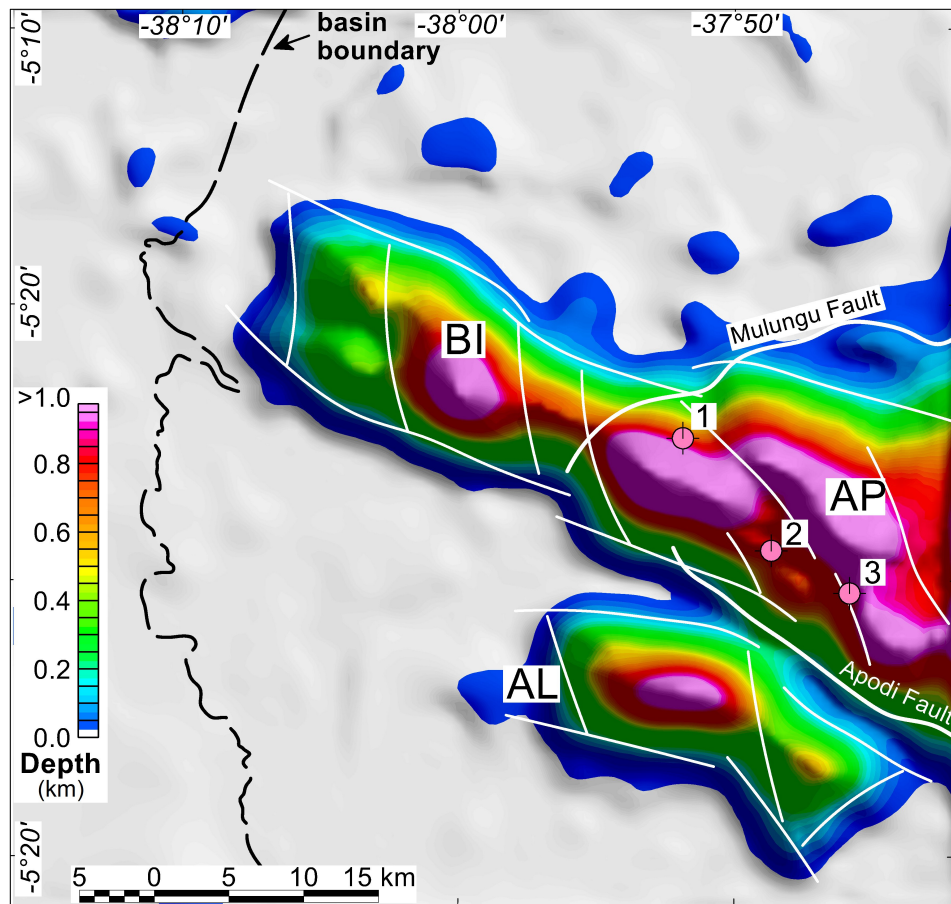 -38°10'
-38°00'
-37°50'
-5°10'
basin
boundary
-5°20'
Mulungu Fault
BI
>1.0
0.8
0.6
0.4
0.2
0.0
Depth
(km)
1
AP
2
3
AL
Apodi Fault
-5°20'
5 0 5 10 15 km